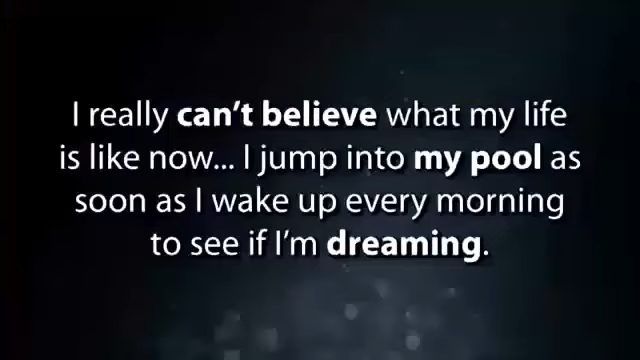 I really can't believe what my life
is like now... I jump into my pool as
soon as I wake up every morning
to see if I'm dreaming.